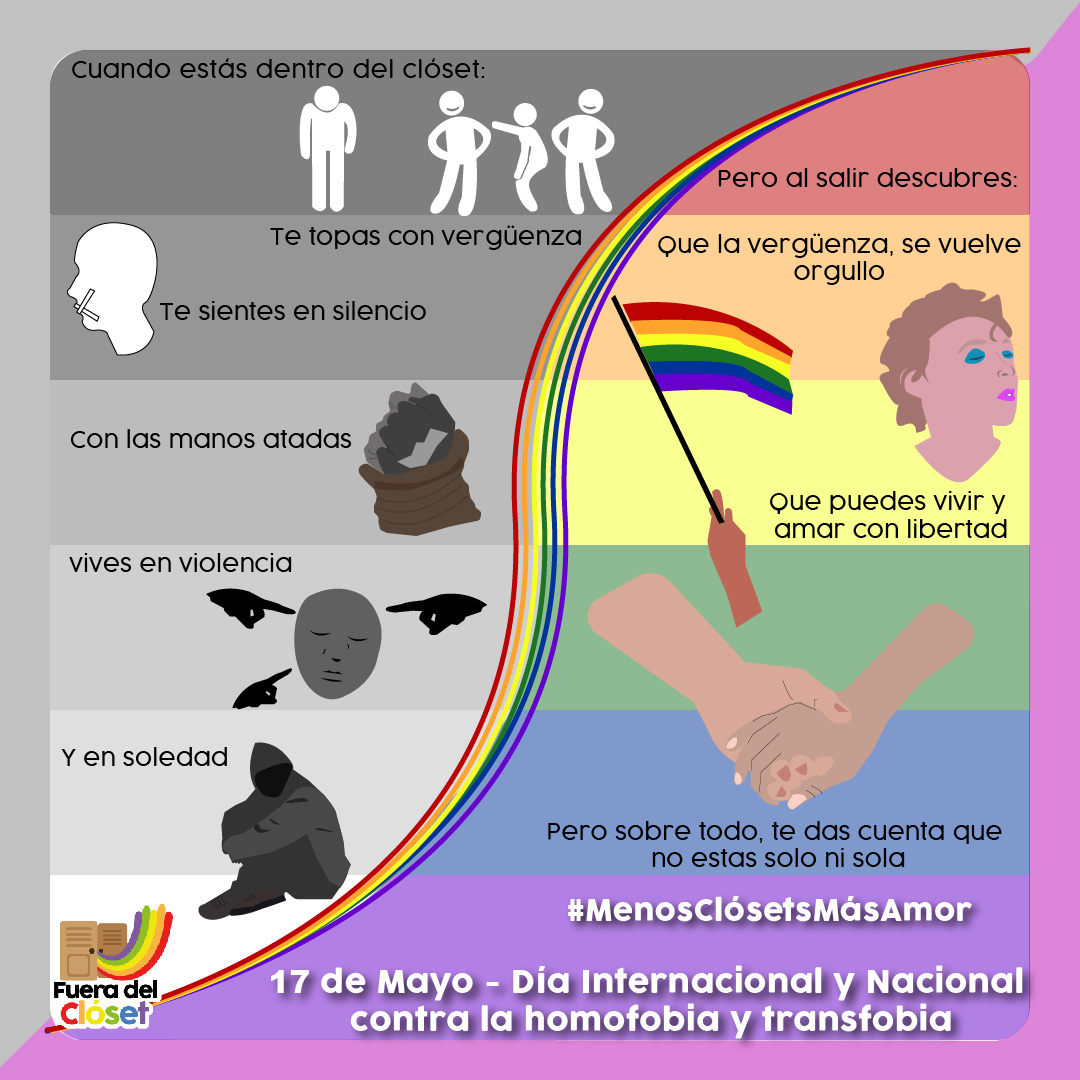 Cuando estás dentro del clóset:
Te topas con vergüenza
Te sientes en silencio
Con las manos atadas
vives en violencia
Y en soledad
Pero al salir descubres:
Que la vergüenza, se vuelve
orgullo
Que puedes vivir y
amar con libertad
Pero sobre todo, te das cuenta que
no estas solo ni sola
#MenosClósetsMásAmor
17 de Mayo - Día Internacional y Nacional
contra la homofobia y transfobia
Fuera del
Clóset